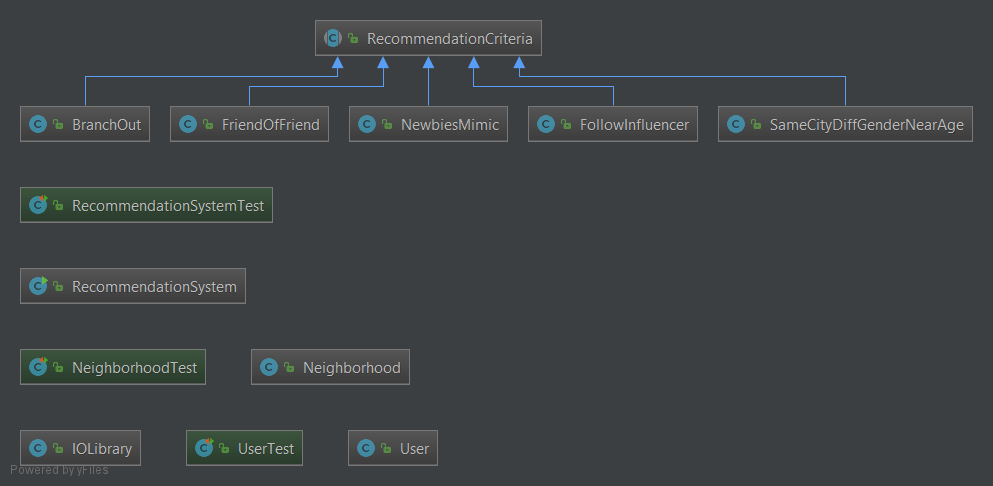 RecommendationCriteria
BranchOut FriendOfFriend NewbiesMimic FollowInfluencer SameCityDiffGenderNearAge
RecommendationSystemTest
RecommendationSystem
NeighborhoodTest Neighborhood
IOLibrary UserTest User
Powered by yFiles